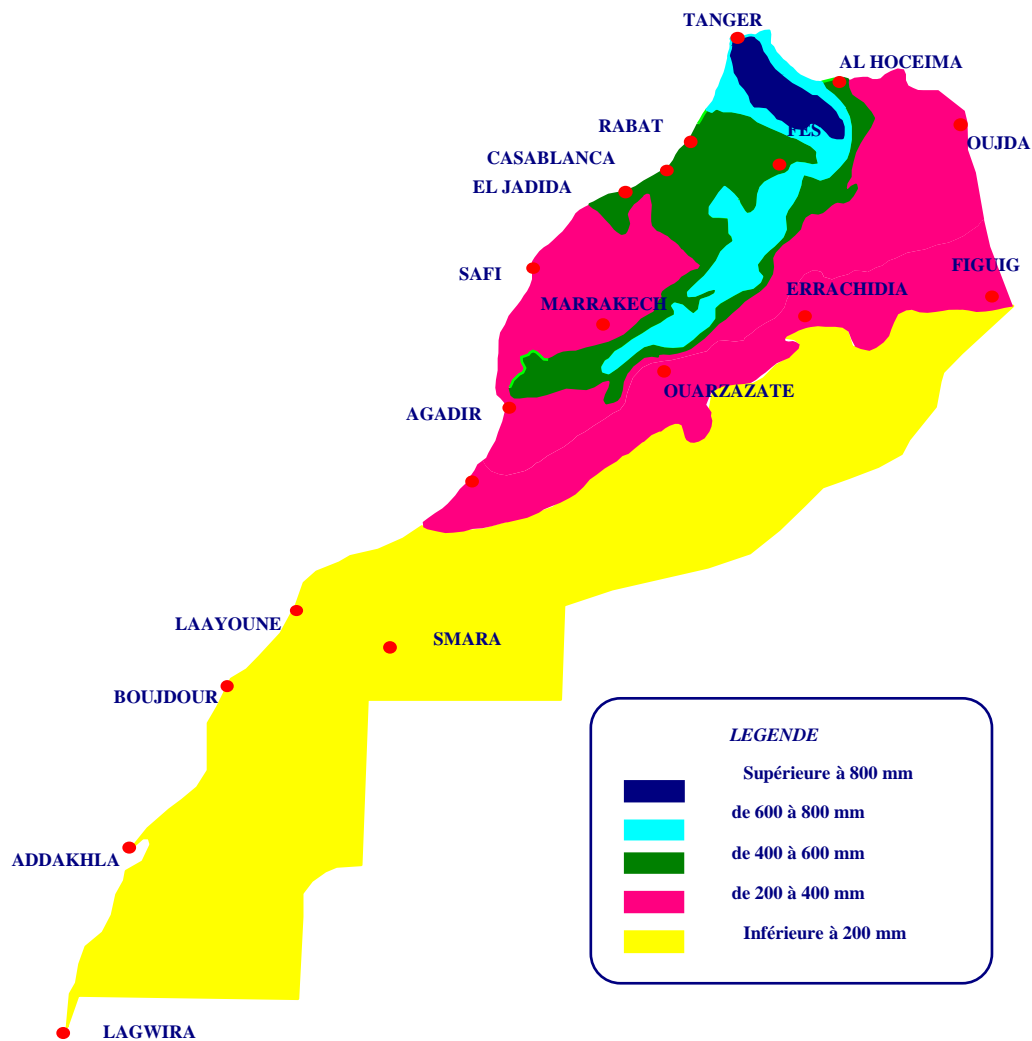 TANGER
AL HOCEIMA
RABAT
FES
OUJDA
CASABLANCA
EL JADIDA
SAFI
FIGUIG
ERRACHIDIA
MARRAKECH
OUARZAZATE
AGADIR
LAAYOUNE
SMARA
BOUJDOUR
ADDAKHLA
LAGWIRA
LEGENDE
Supérieure à 800 mm
de 600 à 800 mm
de 400 à 600 mm
de 200 à 400 mm
Inférieure à 200 mm